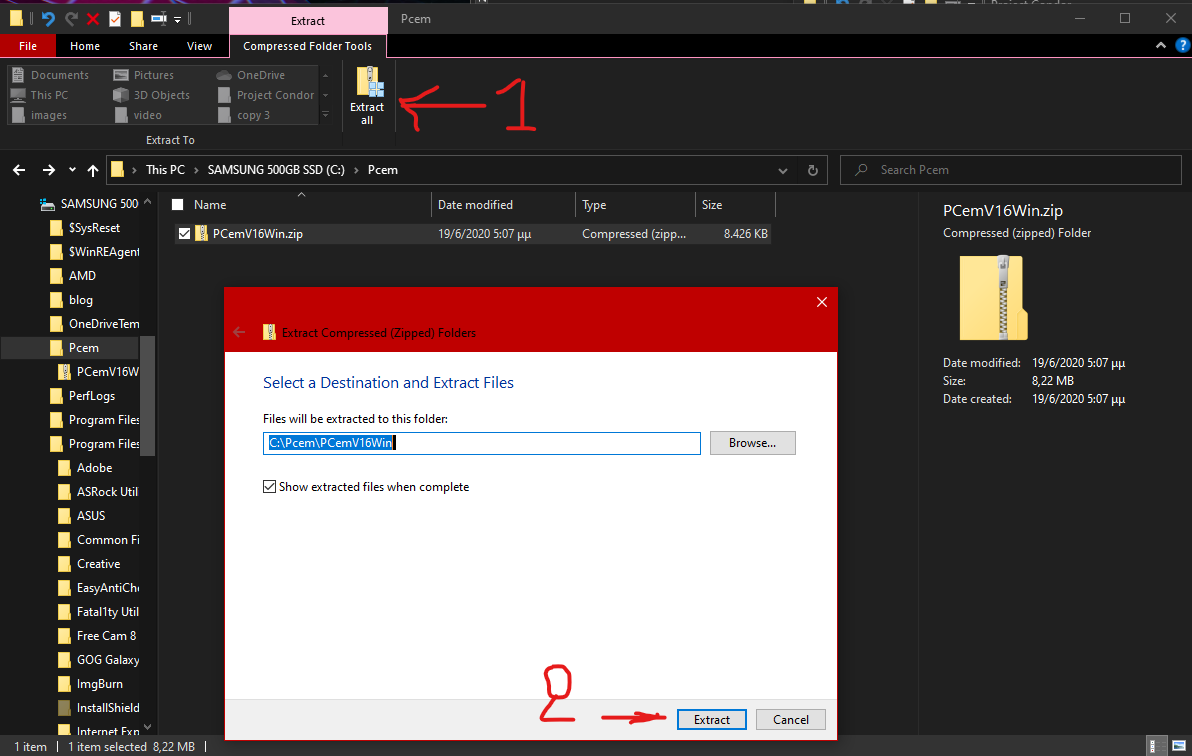 Extract
Pcem
File
Home
Share
View
Compressed Folder Tools
Documents
Pictures
OneDrive
This PC
3D Objects
Project Condor
images
video
copy 3
Extract
all
Extract To
1
This PC > SAMSUNG 500GB SSD (C:) > Pcem
Search Pcem
SAMSUNG 500
$SysReset
$WinREAgent
AMD
blog
OneDriveTem
Pcem
PCemV16W
PerfLogs
Program Files
Program Files
Adobe
ASRock Util
ASUS
Common Fi
Creative
EasyAntiChe
Fatal1ty Util
Free Cam 8
GOG Galaxy
ImgBurn
InstallShield
Internet Exp
Name
Date modified
Type
Size
PCemV16Win.zip
19/6/2020 5:07 μμ
Compressed (zipp...
8.426 KB
PCemV16Win.zip
Compressed (zipped) Folder
Date modified: 19/6/2020 5:07 μμ
Size: 8,22 MB
Date created: 19/6/2020 5:07 μμ
Extract Compressed (Zipped) Folders
Select a Destination and Extract Files
Files will be extracted to this folder:
C:\Pcem\PCemV16Win
Browse...
Show extracted files when complete
2
Extract
Cancel
1 item
1 item selected 8,22 MB